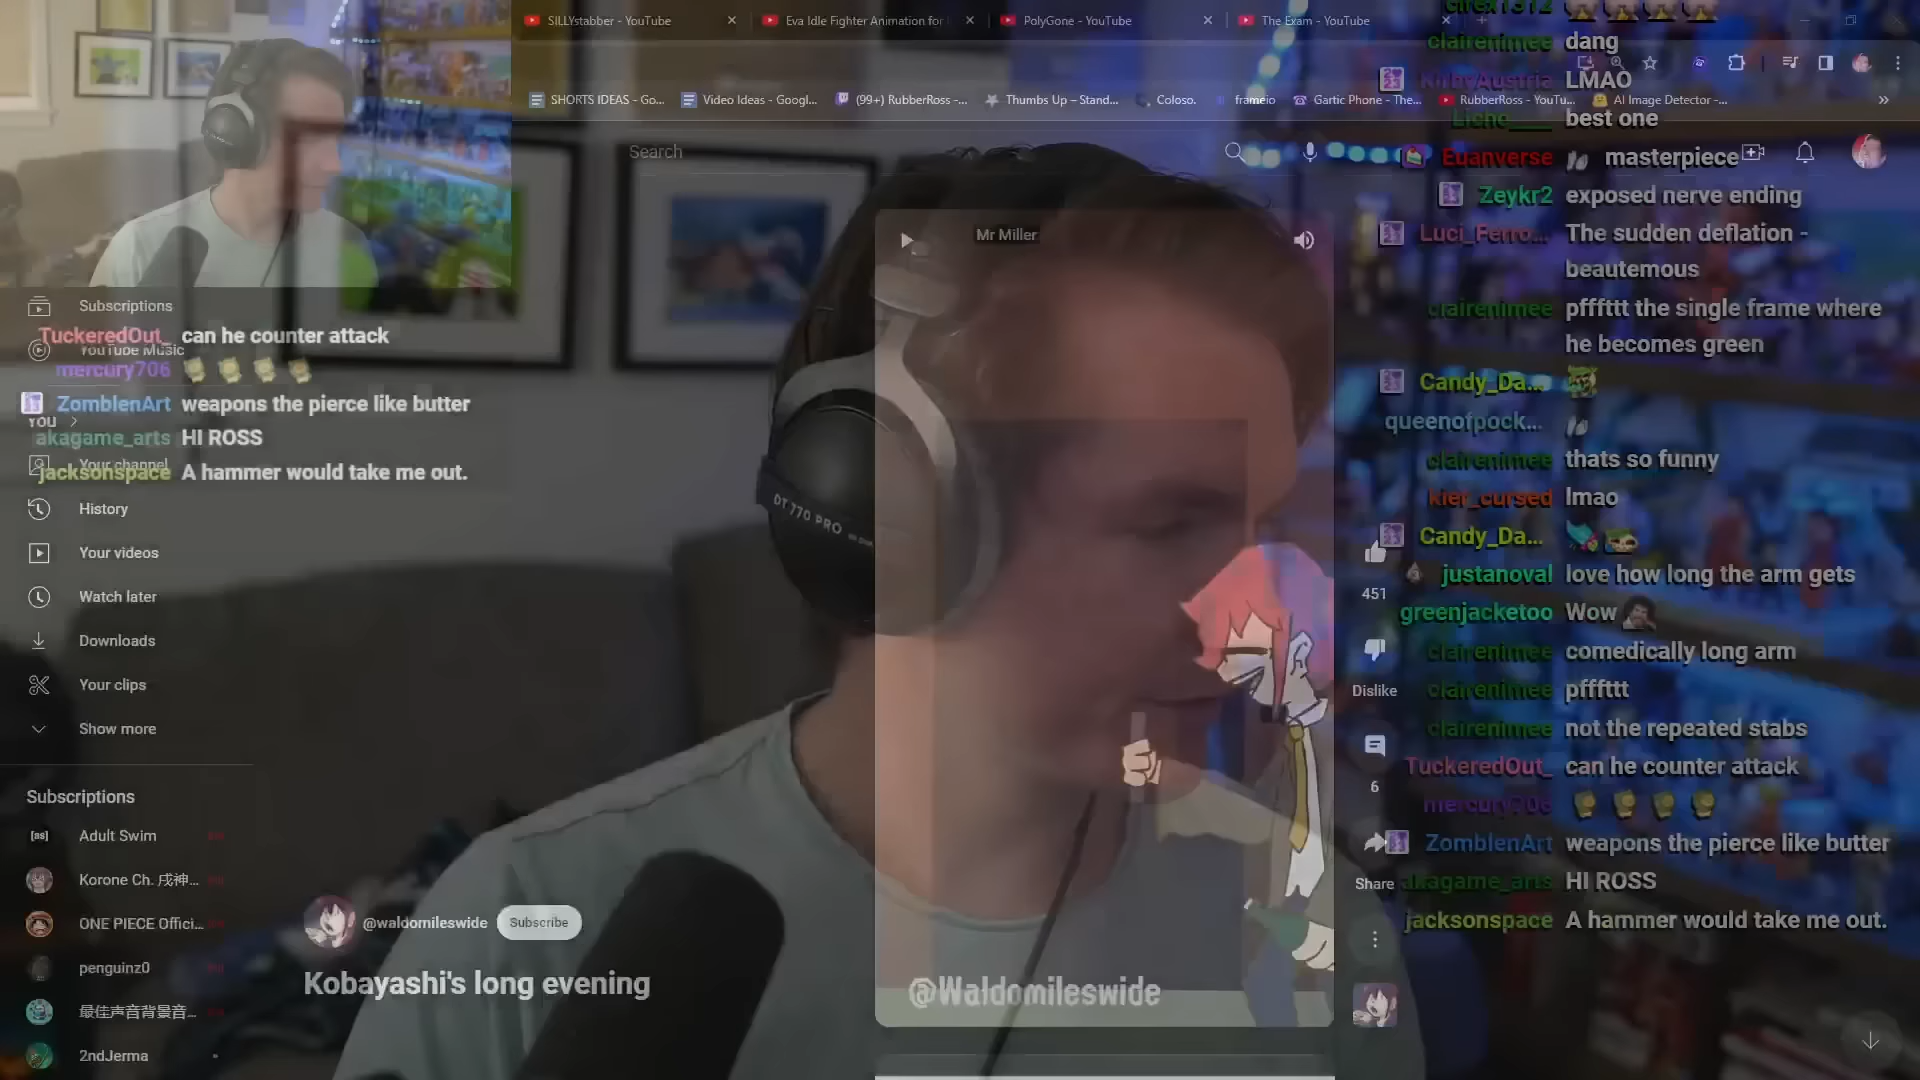 SILLYstabber - YouTube
Eva Idle Fighter Animation for
PolyGone - YouTube
The Exam - YouTube
SHORTS IDEAS - Go...
Video Ideas - Googl...
(99+) RubberRoss -...
Thumbs Up – Stand...
Coloso.
frameio
Gartic Phone - The...
RubberRoss - YouTu...
AI Image Detector -...
Search
Mr Miller
Subscriptions
YouTube Music
You
Your channel
History
Your videos
Watch later
Downloads
Your clips
Show more
Subscriptions
Adult Swim
Korone Ch. 戌神...
ONE PIECE Offici...
penguinz0
最佳声音背景音...
2ndJerma
TuckeredOut_ can he counter attack
mercury706
ZomblenArt weapons the pierce like butter
akagame_arts HI ROSS
jacksonspace A hammer would take me out.
DT 770 PRO
@waldomileswide
Subscribe
Kobayashi's long evening
@Waldomileswide
451
Dislike
6
Share
clairenimee dang
LMAO
best one
Euanverse masterpiece
Zeykr2 exposed nerve ending
Luci_Ferro... The sudden deflation -
beautemous
clairenimee pfffttt the single frame where
he becomes green
Candy_Da...
queenofpock...
clairenimee thats so funny
kier_cursed lmao
Candy_Da...
justanoval love how long the arm gets
greenjacketoo Wow
clairenimee comedically long arm
clairenimee pfffttt
clairenimee not the repeated stabs
TuckeredOut_ can he counter attack
mercury706
ZomblenArt weapons the pierce like butter
akagame_arts HI ROSS
jacksonspace A hammer would take me out.